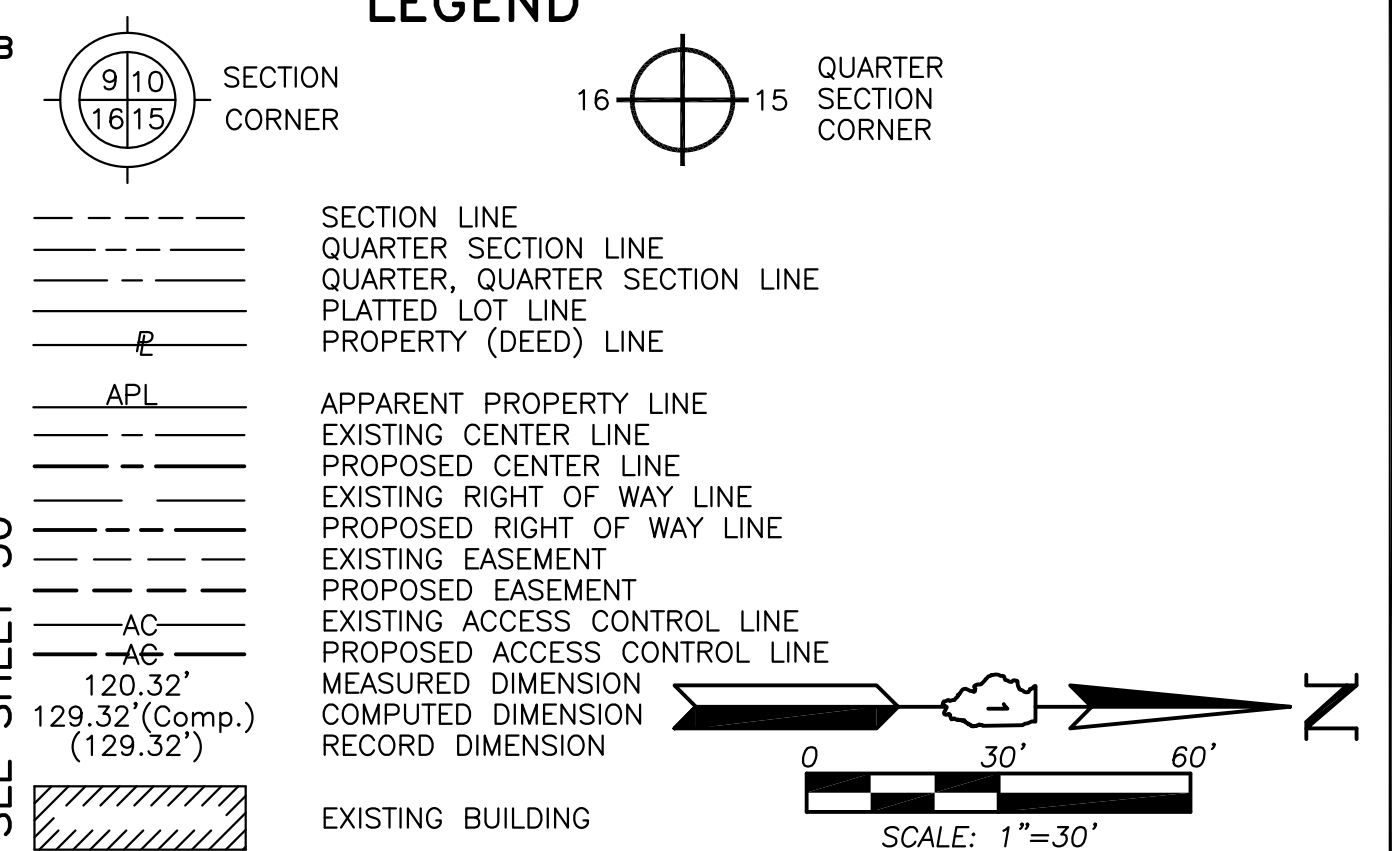 LEGEND
B
9 10
16 15
SECTION
CORNER
16
15
QUARTER
SECTION
CORNER
SECTION LINE
QUARTER SECTION LINE
QUARTER, QUARTER SECTION LINE
PLATTED LOT LINE
PL PROPERTY (DEED) LINE
APL APPARENT PROPERTY LINE
EXISTING CENTER LINE
PROPOSED CENTER LINE
EXISTING RIGHT OF WAY LINE
PROPOSED RIGHT OF WAY LINE
EXISTING EASEMENT
PROPOSED EASEMENT
AC EXISTING ACCESS CONTROL LINE
AC PROPOSED ACCESS CONTROL LINE
120.32' MEASURED DIMENSION
129.32'(Comp.) COMPUTED DIMENSION
(129.32') RECORD DIMENSION
EXISTING BUILDING
1
N
0 30' 60'
SCALE: 1"=30'
SEE SHEET